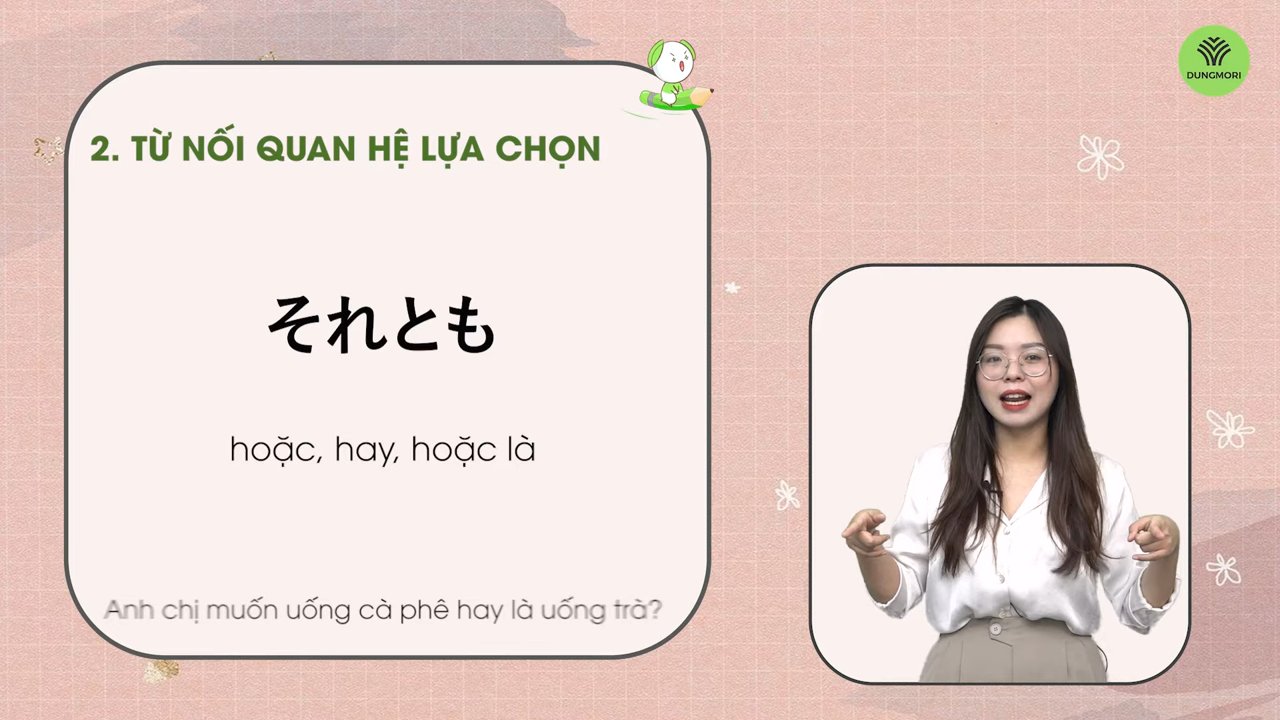 DUNGMORI
2. TỪ NỐI QUAN HỆ LỰA CHỌN
それとも
hoặc, hay, hoặc là
Anh chị muốn uống cà phê hay là uống trà?